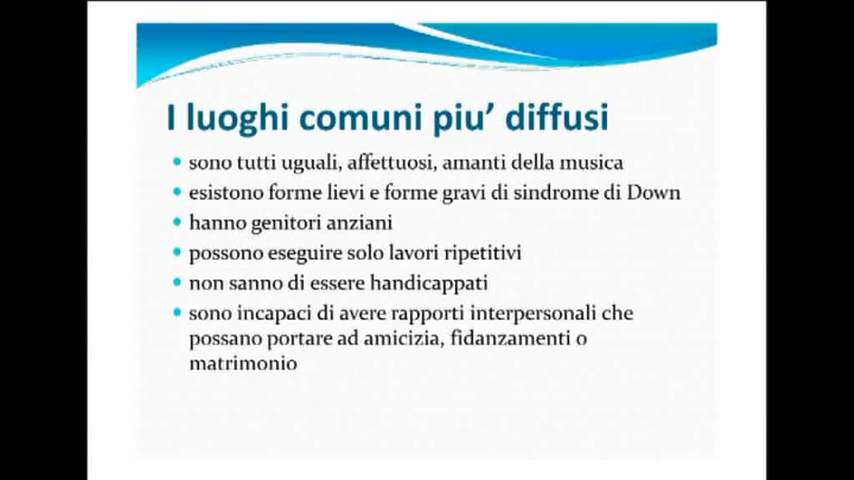 I luoghi comuni piu' diffusi
sono tutti uguali, affettuosi, amanti della musica
esistono forme lievi e forme gravi di sindrome di Down
hanno genitori anziani
possono eseguire solo lavori ripetitivi
non sanno di essere handicappati
sono incapaci di avere rapporti interpersonali che
possano portare ad amicizia, fidanzamenti o
matrimonio